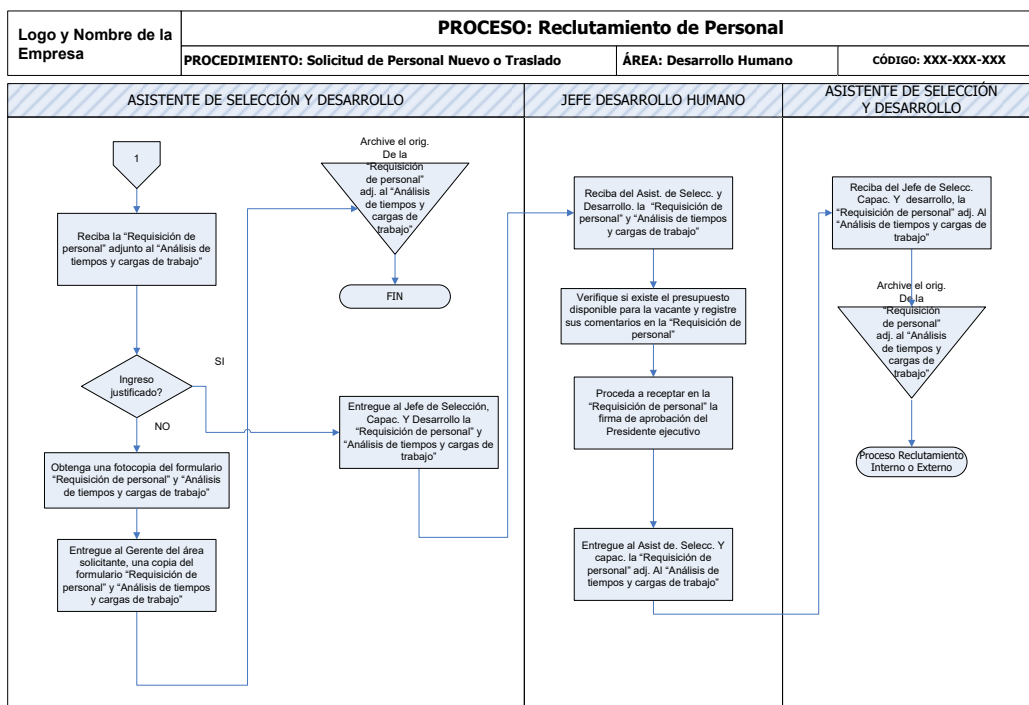 Logo y Nombre de la
Empresa
PROCESO: Reclutamiento de Personal
PROCEDIMIENTO: Solicitud de Personal Nuevo o Traslado
ÁREA: Desarrollo Humano
CÓDIGO: XXX-XXX-XXX
ASISTENTE DE SELECCIÓN Y DESARROLLO
JEFE DESARROLLO HUMANO
ASISTENTE DE SELECCIÓN
Y DESARROLLO
1
Reciba la “Requisición de
personal” adjunto al “Análisis de
tiempos y cargas de trabajo”
Ingreso
justificado?
SI
NO
Obtenga una fotocopia del formulario
“Requisición de personal” y “Análisis
de tiempos y cargas de trabajo”
Entregue al Gerente del área
solicitante, una copia del
formulario “Requisición de
personal” y “Análisis de tiempos
y cargas de trabajo”
Archive el orig.
De la
“Requisición
de personal”
adj. al “Análisis
de tiempos y
cargas de
trabajo”
FIN
Entregue al Jefe de Selección,
Capac. Y Desarrollo la
“Requisición de personal” y
“Análisis de tiempos y cargas de
trabajo”
Reciba del Asist. de Selecc. y
Desarrollo. la “Requisición de
personal” y “Análisis de tiempos
y cargas de trabajo”
Verifique si existe el presupuesto
disponible para la vacante y registre
sus comentarios en la “Requisición de
personal”
Proceda a receptar en la
“Requisición de personal” la
firma de aprobación del
Presidente ejecutivo
Entregue al Asist de. Selecc. Y
capac. la “Requisición de
personal” adj. Al “Análisis de
tiempos y cargas de trabajo”
Reciba del Jefe de Selecc.
Capac. Y  desarrollo, la
“Requisición de personal” adj. Al
“Análisis de tiempos y cargas de
trabajo”
Archive el orig.
De la
“Requisición
de personal”
adj. al “Análisis
de tiempos y
cargas de
trabajo”
Proceso Reclutamiento
Interno o Externo